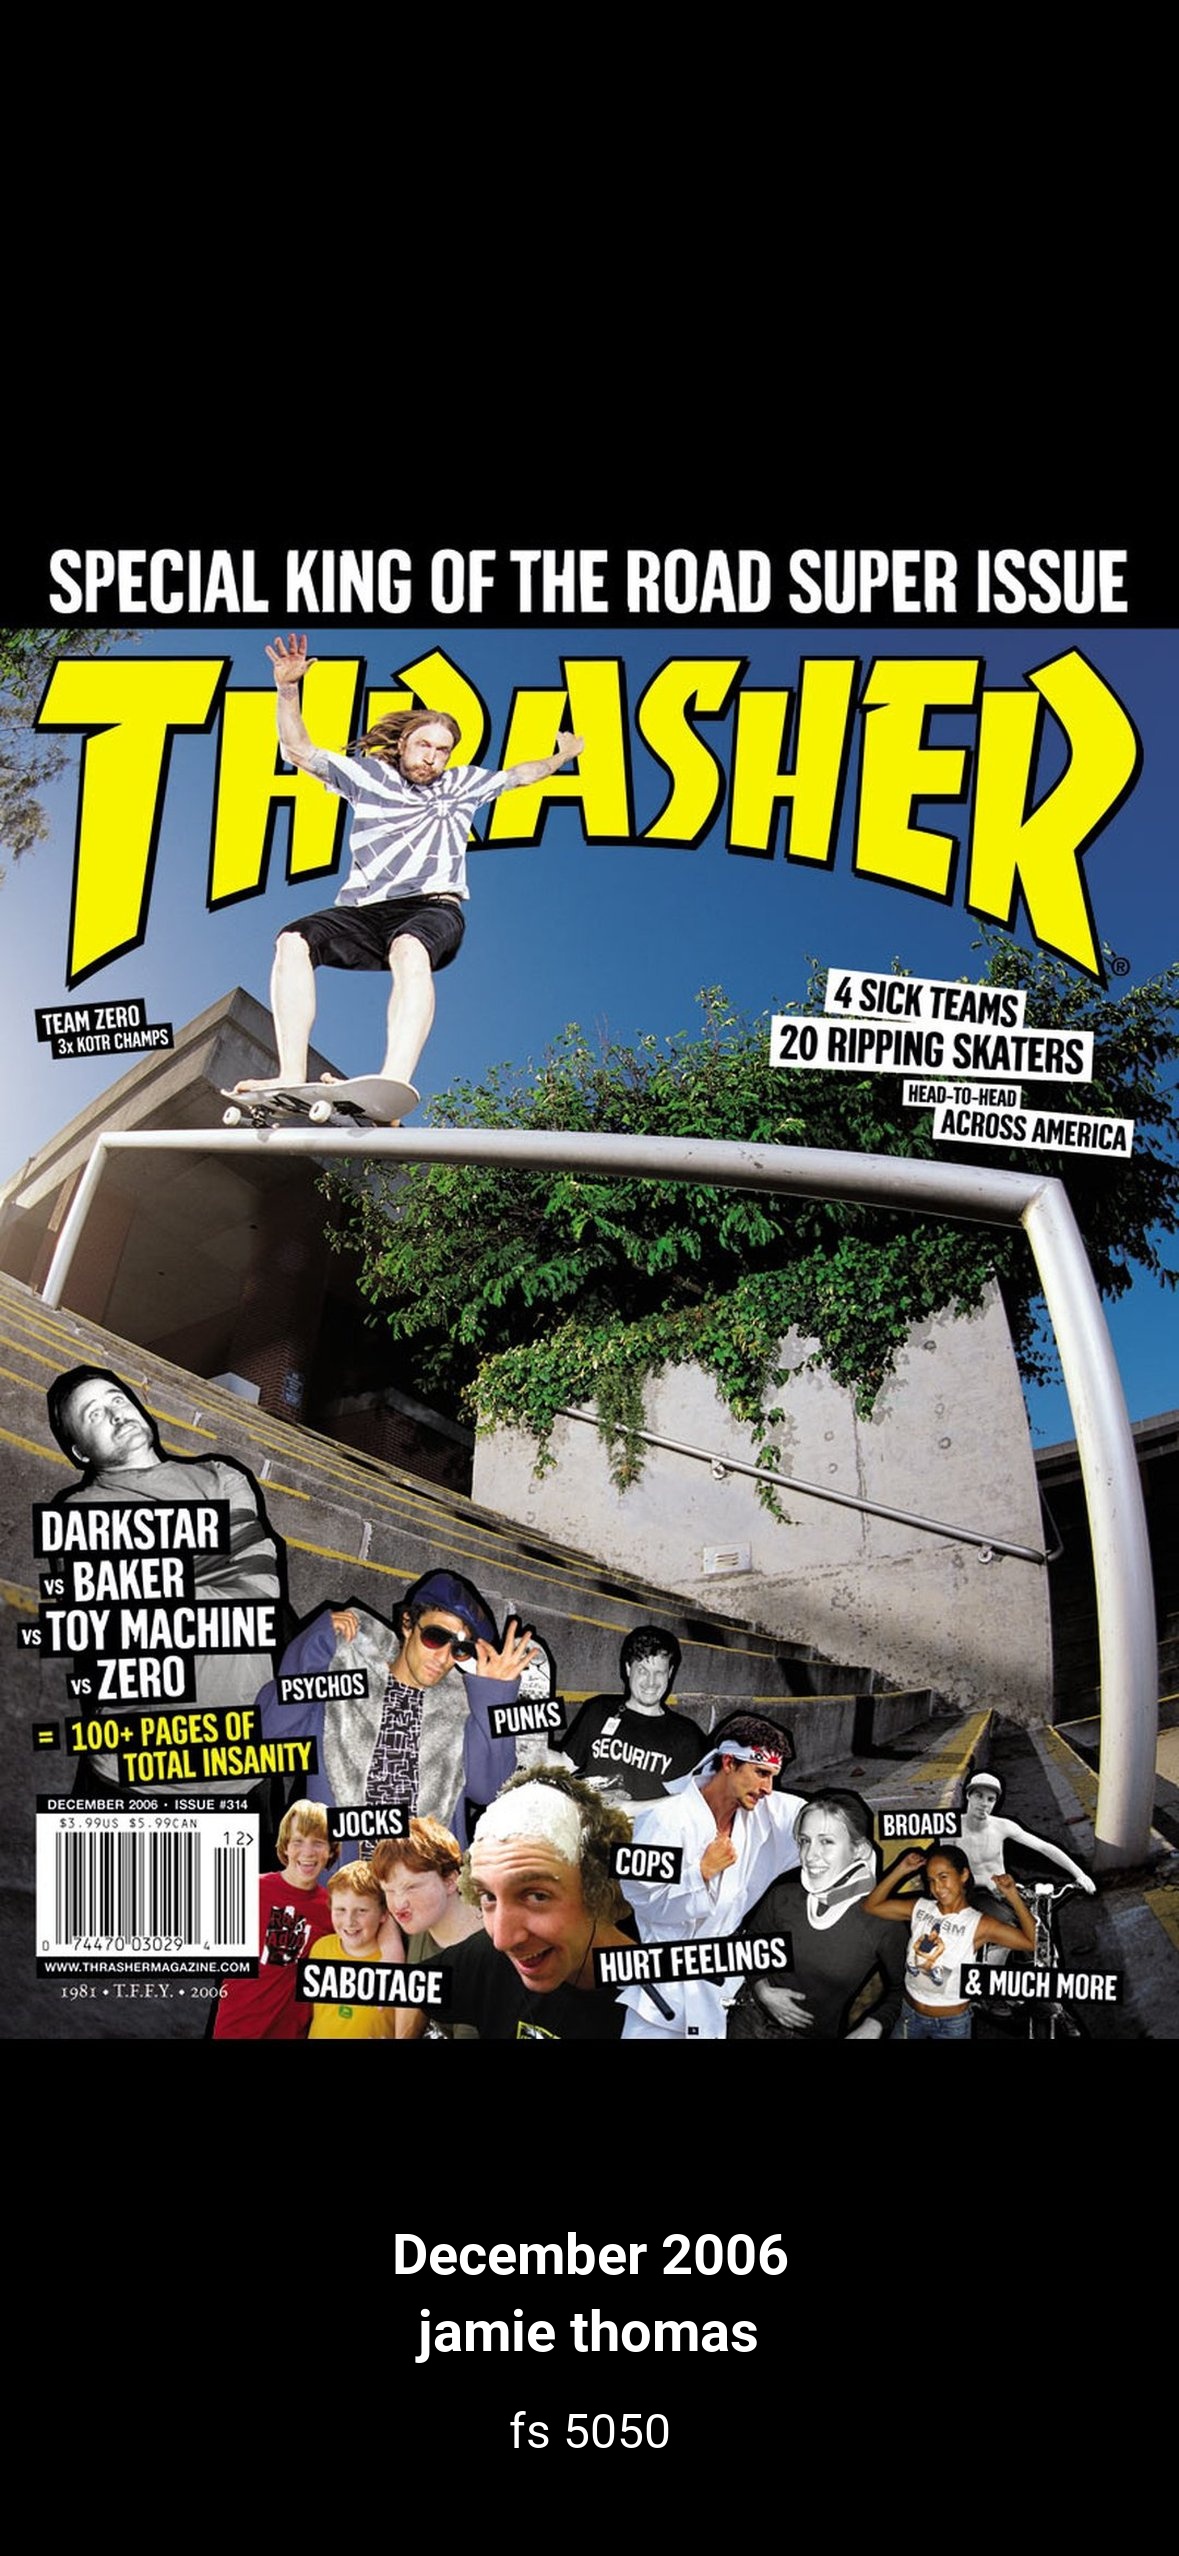 SPECIAL KING OF THE ROAD SUPER ISSUE
THRASHER
®
TEAM ZERO
3x KOTR CHAMPS
4 SICK TEAMS
20 RIPPING SKATERS
HEAD-TO-HEAD
ACROSS AMERICA
DARKSTAR
vs BAKER
vs TOY MACHINE
vs ZERO
= 100+ PAGES OF
TOTAL INSANITY
PSYCHOS
PUNKS
SECURITY
JOCKS
COPS
BROADS
SABOTAGE
HURT FEELINGS
& MUCH MORE
DECEMBER 2006 · ISSUE #314
$3.99US $5.99CAN
12>
0 74470 03029 4
WWW.THRASHERMAGAZINE.COM
1981 • T.F.F.Y. • 2006
December 2006
jamie thomas
fs 5050